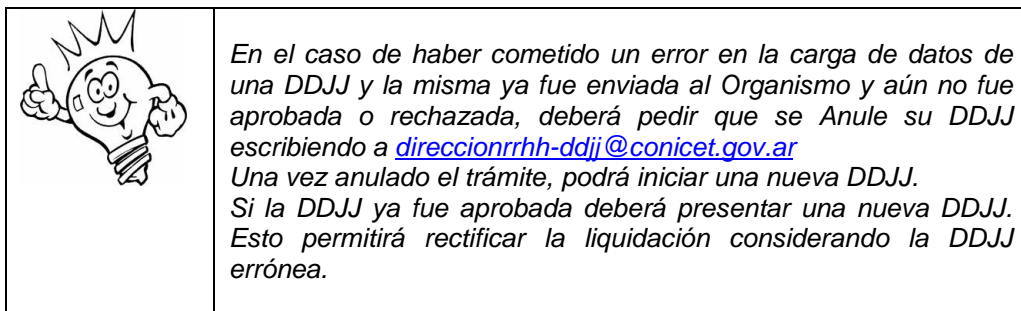 En el caso de haber cometido un error en la carga de datos de
una DDJJ y la misma ya fue enviada al Organismo y aún no fue
aprobada o rechazada, deberá pedir que se Anule su DDJJ
escribiendo a direccionrrhh-ddjj@conicet.gov.ar
Una vez anulado el trámite, podrá iniciar una nueva DDJJ.
Si la DDJJ ya fue aprobada deberá presentar una nueva DDJJ.
Esto permitirá rectificar la liquidación considerando la DDJJ
errónea.